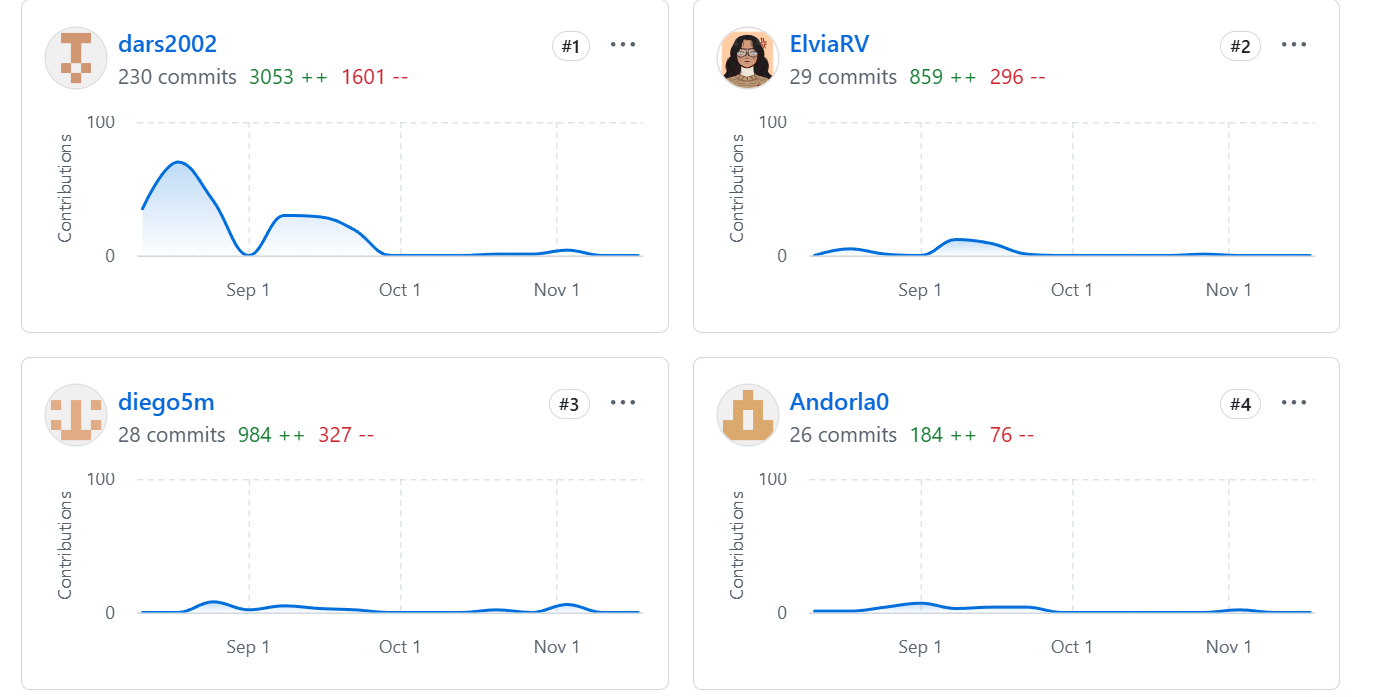 dars2002 #1 ...
230 commits 3053 ++ 1601 --
100
Contributions
0
Sep 1 Oct 1 Nov 1
ElviaRV #2 ...
29 commits 859 ++ 296 --
100
Contributions
0
Sep 1 Oct 1 Nov 1
diego5m #3 ...
28 commits 984 ++ 327 --
100
Contributions
0
Sep 1 Oct 1 Nov 1
Andorla0 #4 ...
26 commits 184 ++ 76 --
100
Contributions
0
Sep 1 Oct 1 Nov 1